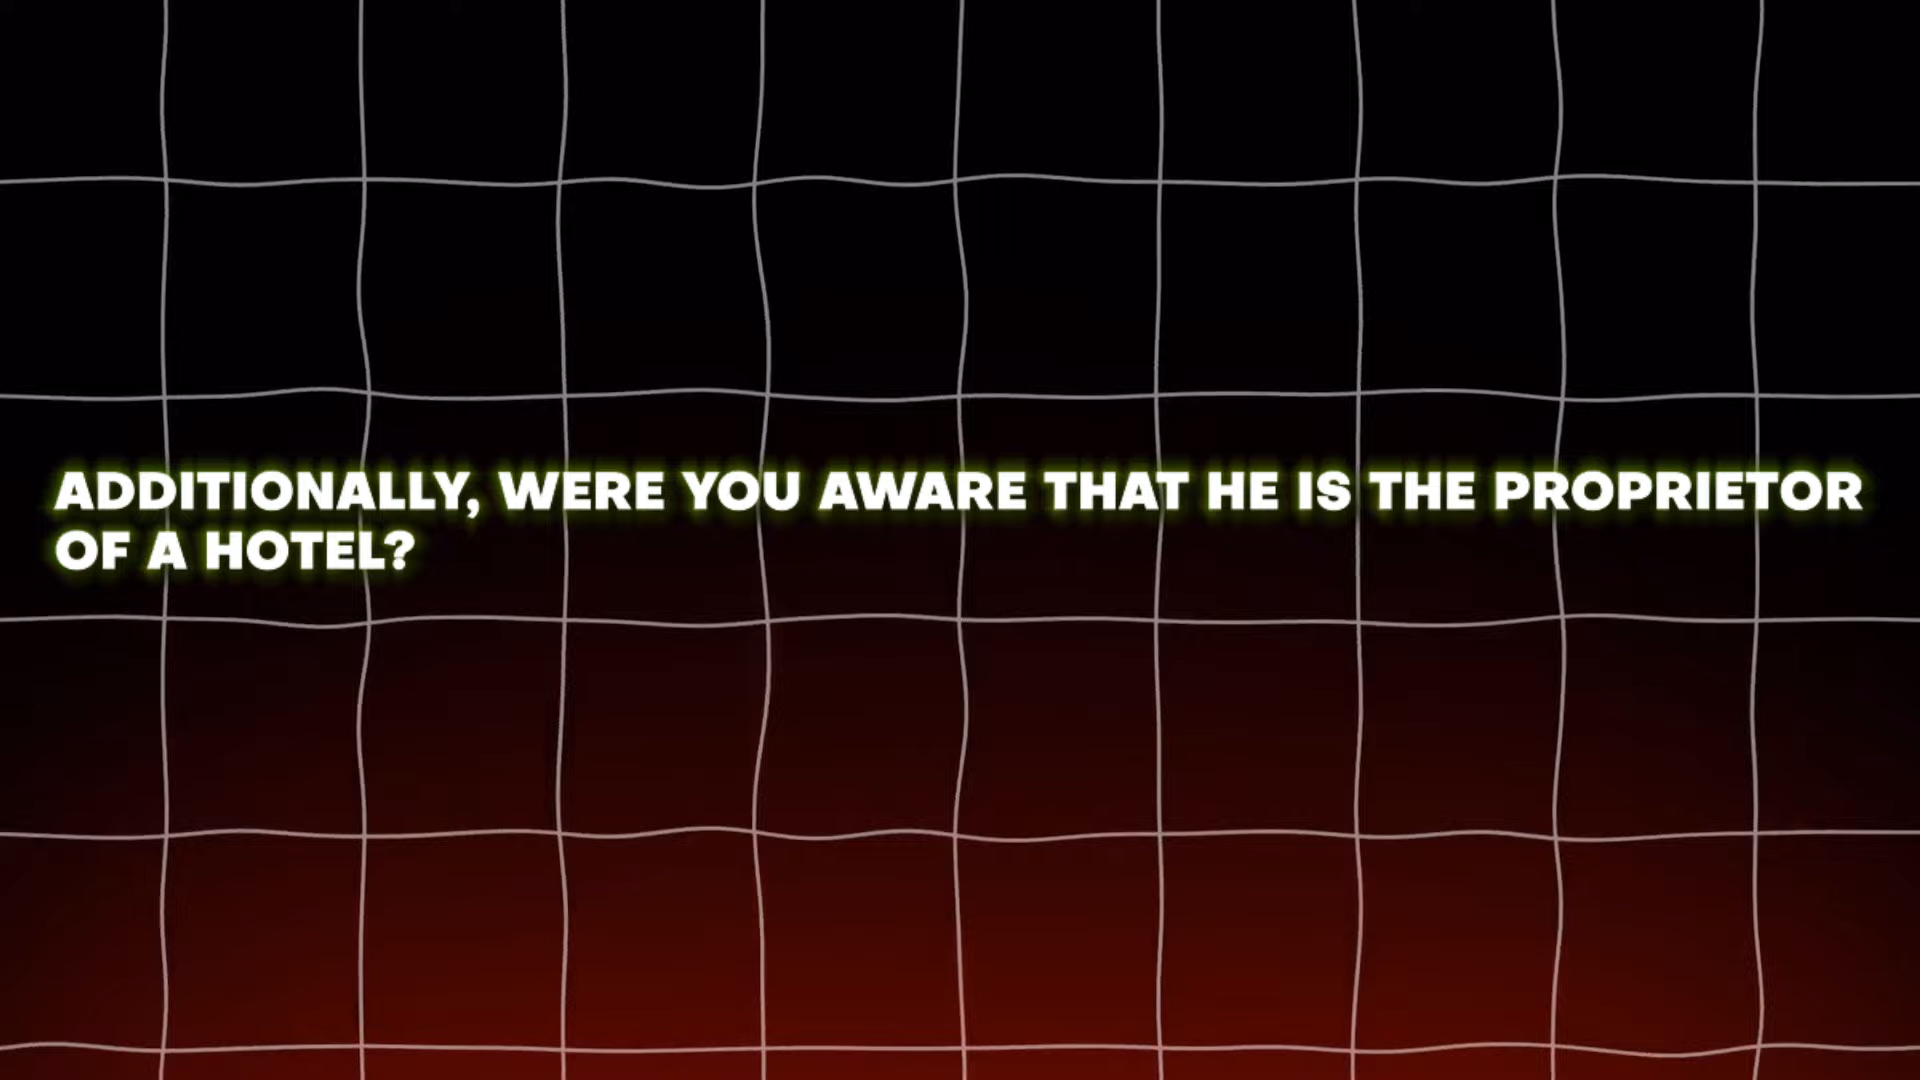 ADDITIONALLY, WERE YOU AWARE THAT HE IS THE PROPRIETOR
OF A HOTEL?